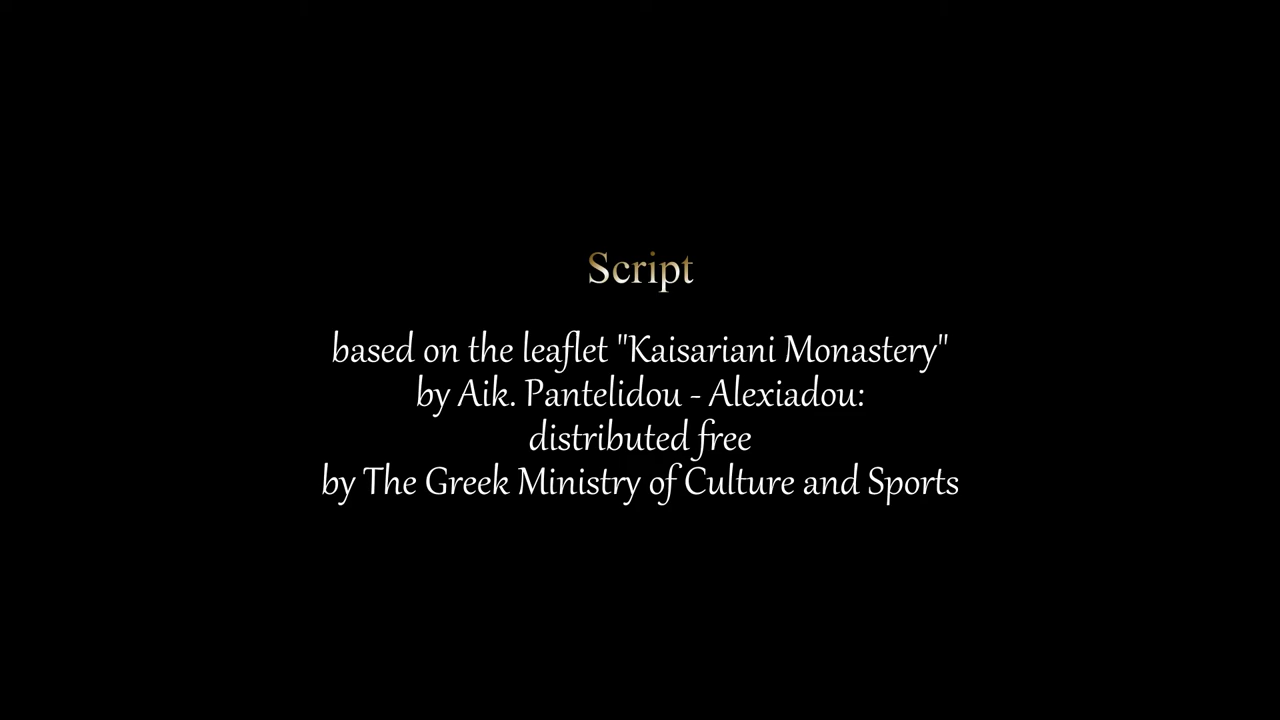 Script
based on the leaflet "Kaisariani Monastery"
by Aik. Pantelidou - Alexiadou:
distributed free
by The Greek Ministry of Culture and Sports